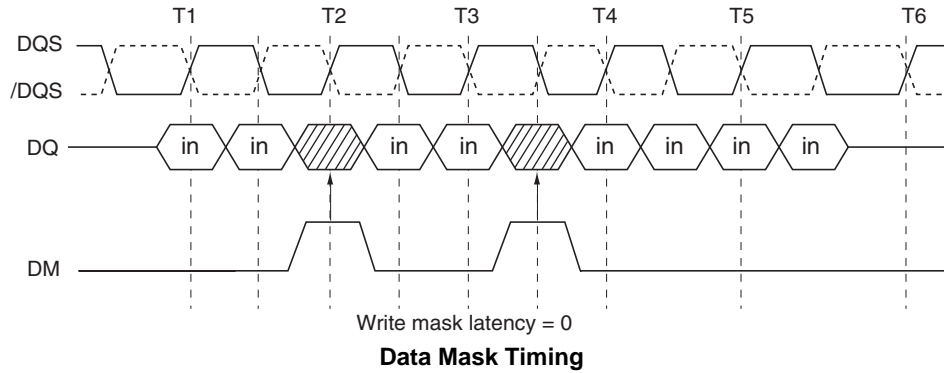 T1 T2 T3 T4 T5 T6
DQS
/DQS
DQ in in in in in in in in
DM
Write mask latency = 0
Data Mask Timing